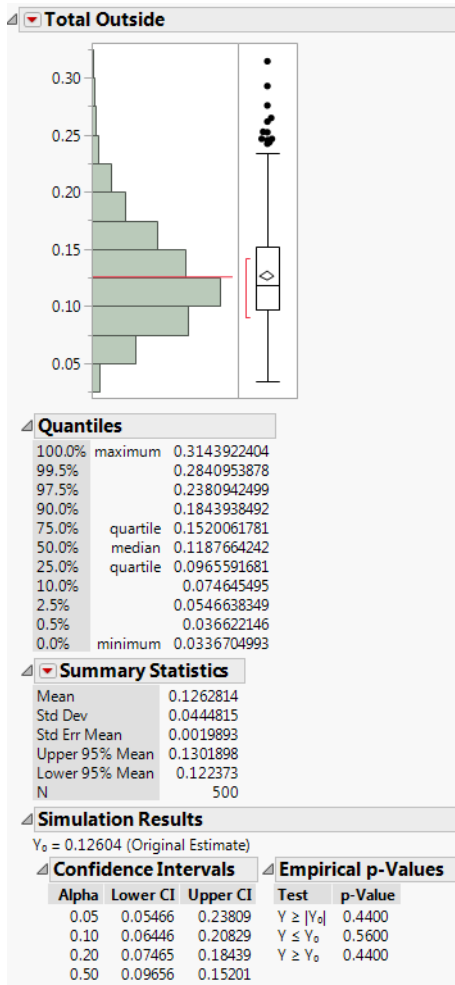 Total Outside
0.30
0.25
0.20
0.15
0.10
0.05
Quantiles
100.0% maximum 0.3143922404
99.5% 0.2840953878
97.5% 0.2380942499
90.0% 0.1843938492
75.0% quartile 0.1520061781
50.0% median 0.1187664242
25.0% quartile 0.0965591681
10.0% 0.074645495
2.5% 0.0546638349
0.5% 0.036622146
0.0% minimum 0.0336704993
Summary Statistics
Mean 0.1262814
Std Dev 0.0444815
Std Err Mean 0.0019893
Upper 95% Mean 0.1301898
Lower 95% Mean 0.122373
N 500
Simulation Results
Y₀ = 0.12604 (Original Estimate)
Confidence Intervals Empirical p-Values
Alpha Lower CI Upper CI Test p-Value
0.05 0.05466 0.23809 Y ≥ |Y₀| 0.4400
0.10 0.06446 0.20829 Y ≤ Y₀ 0.5600
0.20 0.07465 0.18439 Y ≥ Y₀ 0.4400
0.50 0.09656 0.15201